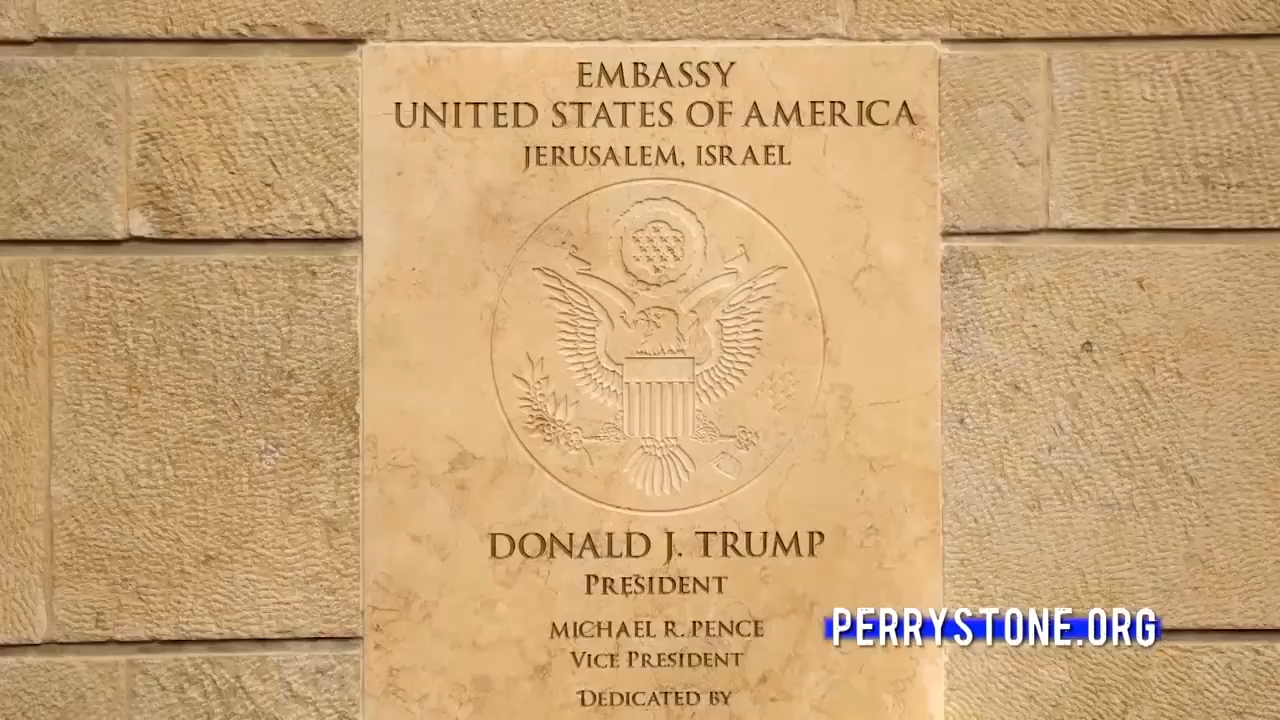 EMBASSY
UNITED STATES OF AMERICA
JERUSALEM, ISRAEL
DONALD J. TRUMP
PRESIDENT
MICHAEL R. PENCE
VICE PRESIDENT
DEDICATED BY
PERRYSTONE.ORG